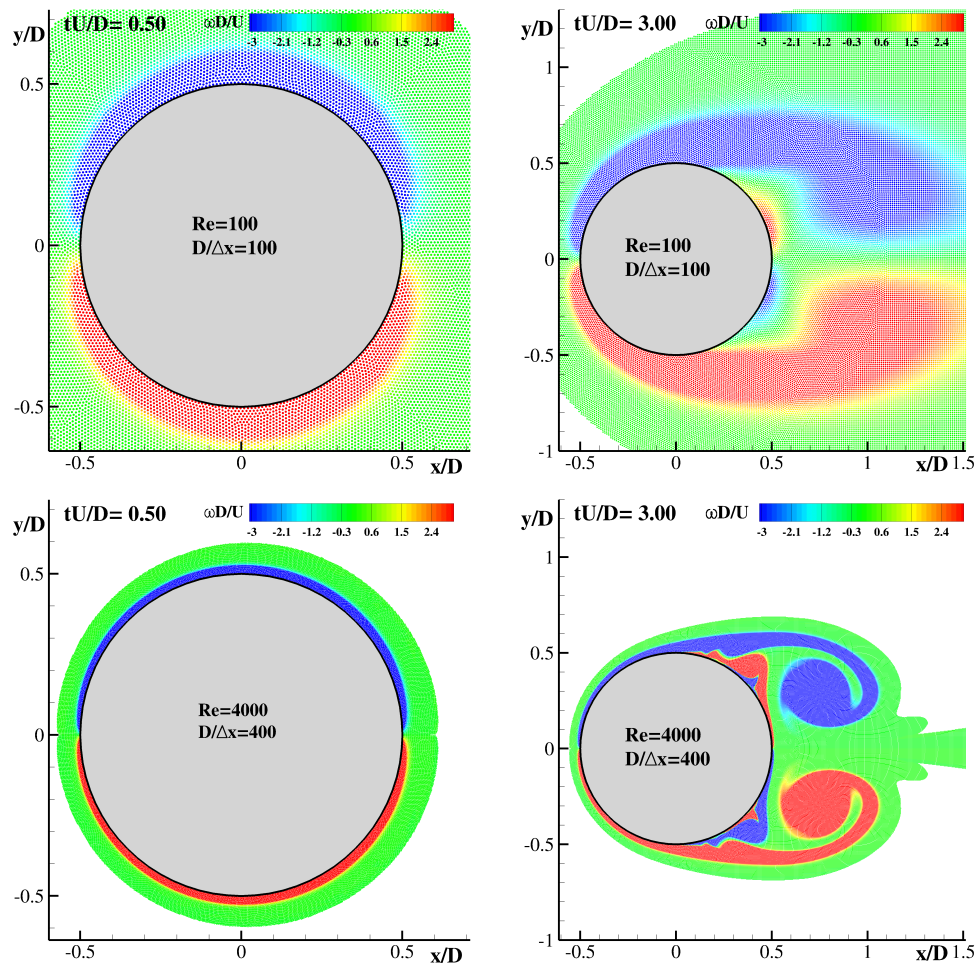 y/D
tU/D= 0.50
ωD/U
-3 -2.1 -1.2 -0.3 0.6 1.5 2.4
0.5
0
-0.5
Re=100
D/Δx=100
-0.5 0 0.5
x/D
y/D
tU/D= 3.00
ωD/U
-3 -2.1 -1.2 -0.3 0.6 1.5 2.4
1
0.5
0
-0.5
-1
Re=100
D/Δx=100
-0.5 0 0.5 1 1.5
x/D
y/D
tU/D= 0.50
ωD/U
-3 -2.1 -1.2 -0.3 0.6 1.5 2.4
0.5
0
-0.5
Re=4000
D/Δx=400
-0.5 0 0.5
x/D
y/D
tU/D= 3.00
ωD/U
-3 -2.1 -1.2 -0.3 0.6 1.5 2.4
1
0.5
0
-0.5
-1
Re=4000
D/Δx=400
-0.5 0 0.5 1 1.5
x/D